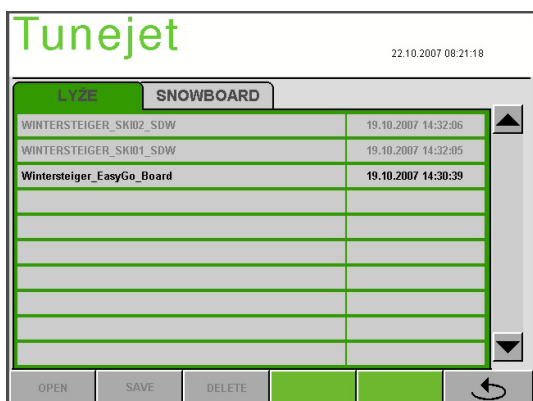 Tunejet
22.10.2007 08:21:18
LYŽE SNOWBOARD
WINTERSTEIGER_SKI02_SDW 19.10.2007 14:32:06
WINTERSTEIGER_SKI01_SDW 19.10.2007 14:32:05
Wintersteiger_EasyGo_Board 19.10.2007 14:30:39
OPEN SAVE DELETE